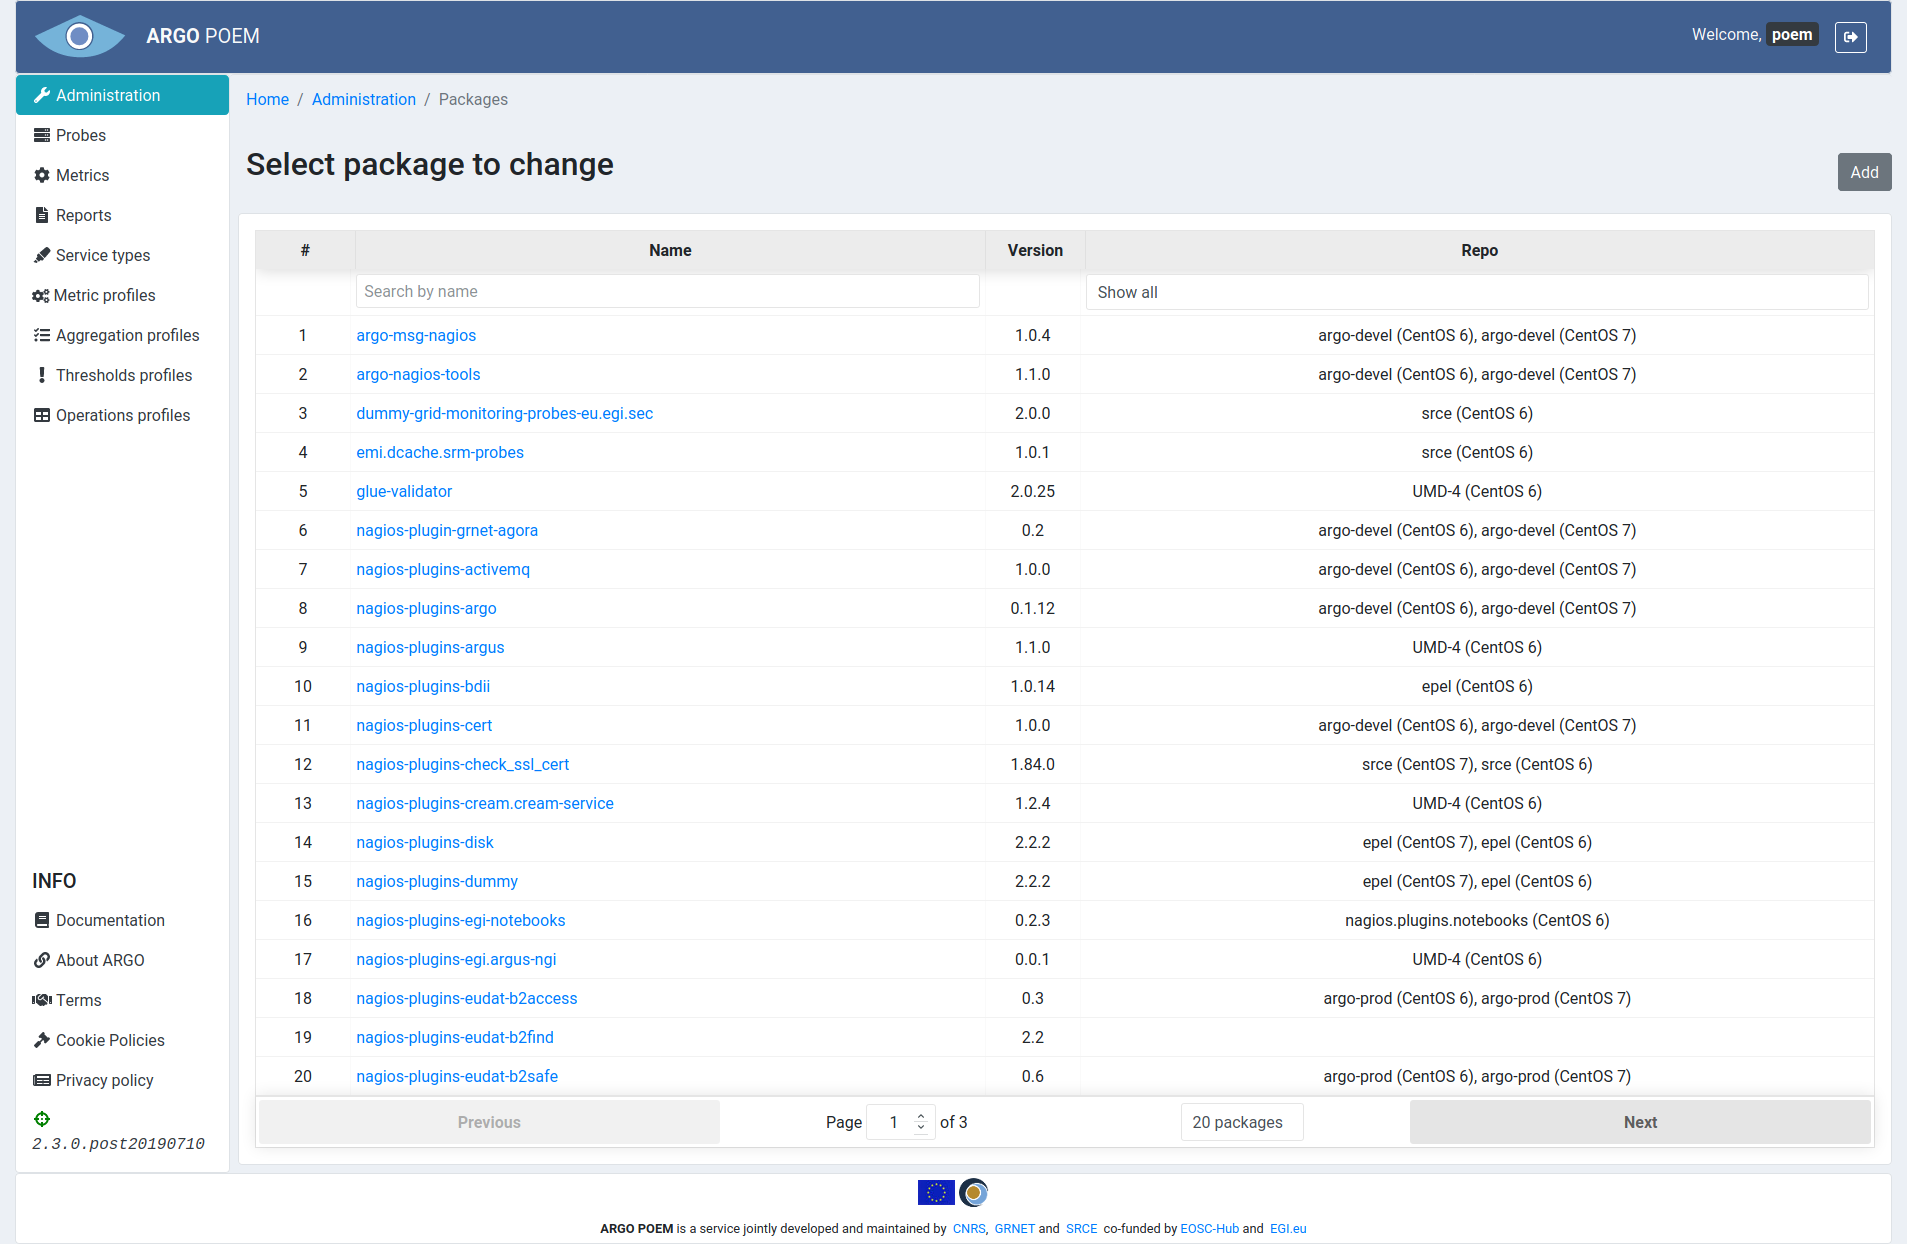 ARGO POEM
Welcome, poem
Administration
Probes
Metrics
Reports
Service types
Metric profiles
Aggregation profiles
Thresholds profiles
Operations profiles
INFO
Documentation
About ARGO
Terms
Cookie Policies
Privacy policy
2.3.0.post20190710
Home / Administration / Packages
Select package to change
Add
# Name Version Repo
Search by name Show all
1 argo-msg-nagios 1.0.4 argo-devel (CentOS 6), argo-devel (CentOS 7)
2 argo-nagios-tools 1.1.0 argo-devel (CentOS 6), argo-devel (CentOS 7)
3 dummy-grid-monitoring-probes-eu.egi.sec 2.0.0 srce (CentOS 6)
4 emi.dcache.srm-probes 1.0.1 srce (CentOS 6)
5 glue-validator 2.0.25 UMD-4 (CentOS 6)
6 nagios-plugin-grnet-agora 0.2 argo-devel (CentOS 6), argo-devel (CentOS 7)
7 nagios-plugins-activemq 1.0.0 argo-devel (CentOS 6), argo-devel (CentOS 7)
8 nagios-plugins-argo 0.1.12 argo-devel (CentOS 6), argo-devel (CentOS 7)
9 nagios-plugins-argus 1.1.0 UMD-4 (CentOS 6)
10 nagios-plugins-bdii 1.0.14 epel (CentOS 6)
11 nagios-plugins-cert 1.0.0 argo-devel (CentOS 6), argo-devel (CentOS 7)
12 nagios-plugins-check_ssl_cert 1.84.0 srce (CentOS 7), srce (CentOS 6)
13 nagios-plugins-cream.cream-service 1.2.4 UMD-4 (CentOS 6)
14 nagios-plugins-disk 2.2.2 epel (CentOS 7), epel (CentOS 6)
15 nagios-plugins-dummy 2.2.2 epel (CentOS 7), epel (CentOS 6)
16 nagios-plugins-egi-notebooks 0.2.3 nagios.plugins.notebooks (CentOS 6)
17 nagios-plugins-egi.argus-ngi 0.0.1 UMD-4 (CentOS 6)
18 nagios-plugins-eudat-b2access 0.3 argo-prod (CentOS 6), argo-prod (CentOS 7)
19 nagios-plugins-eudat-b2find 2.2
20 nagios-plugins-eudat-b2safe 0.6 argo-prod (CentOS 6), argo-prod (CentOS 7)
Previous Page 1 of 3 20 packages Next
ARGO POEM is a service jointly developed and maintained by CNRS, GRNET and SRCE co-funded by EOSC-Hub and EGI.eu